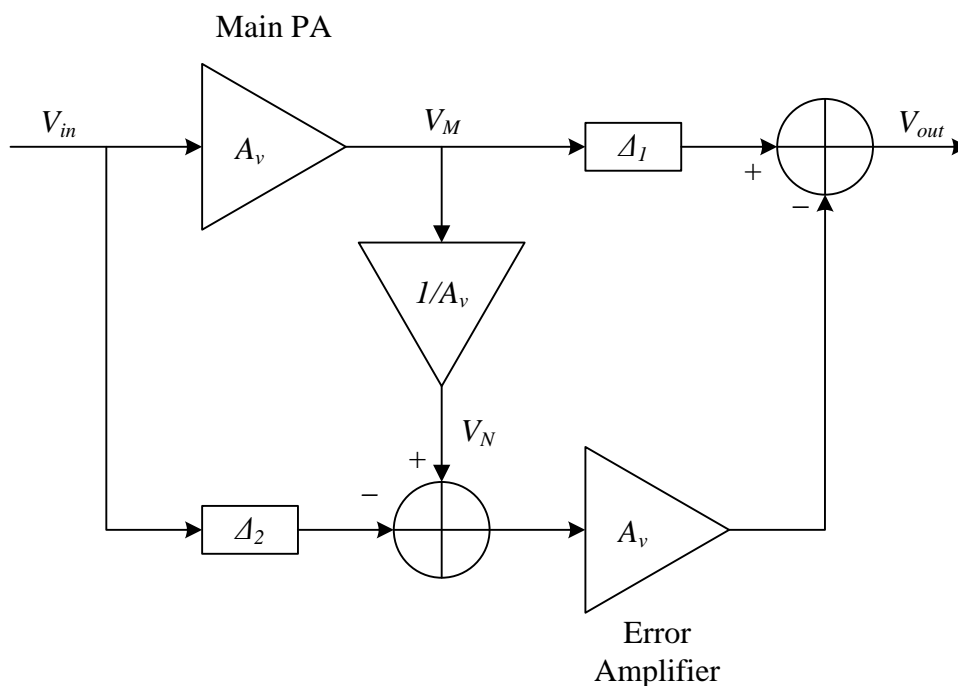 Main PA
V_in
A_v
V_M
Δ_1
V_out
+
−
1/A_v
V_N
+
−
Δ_2
A_v
Error
Amplifier